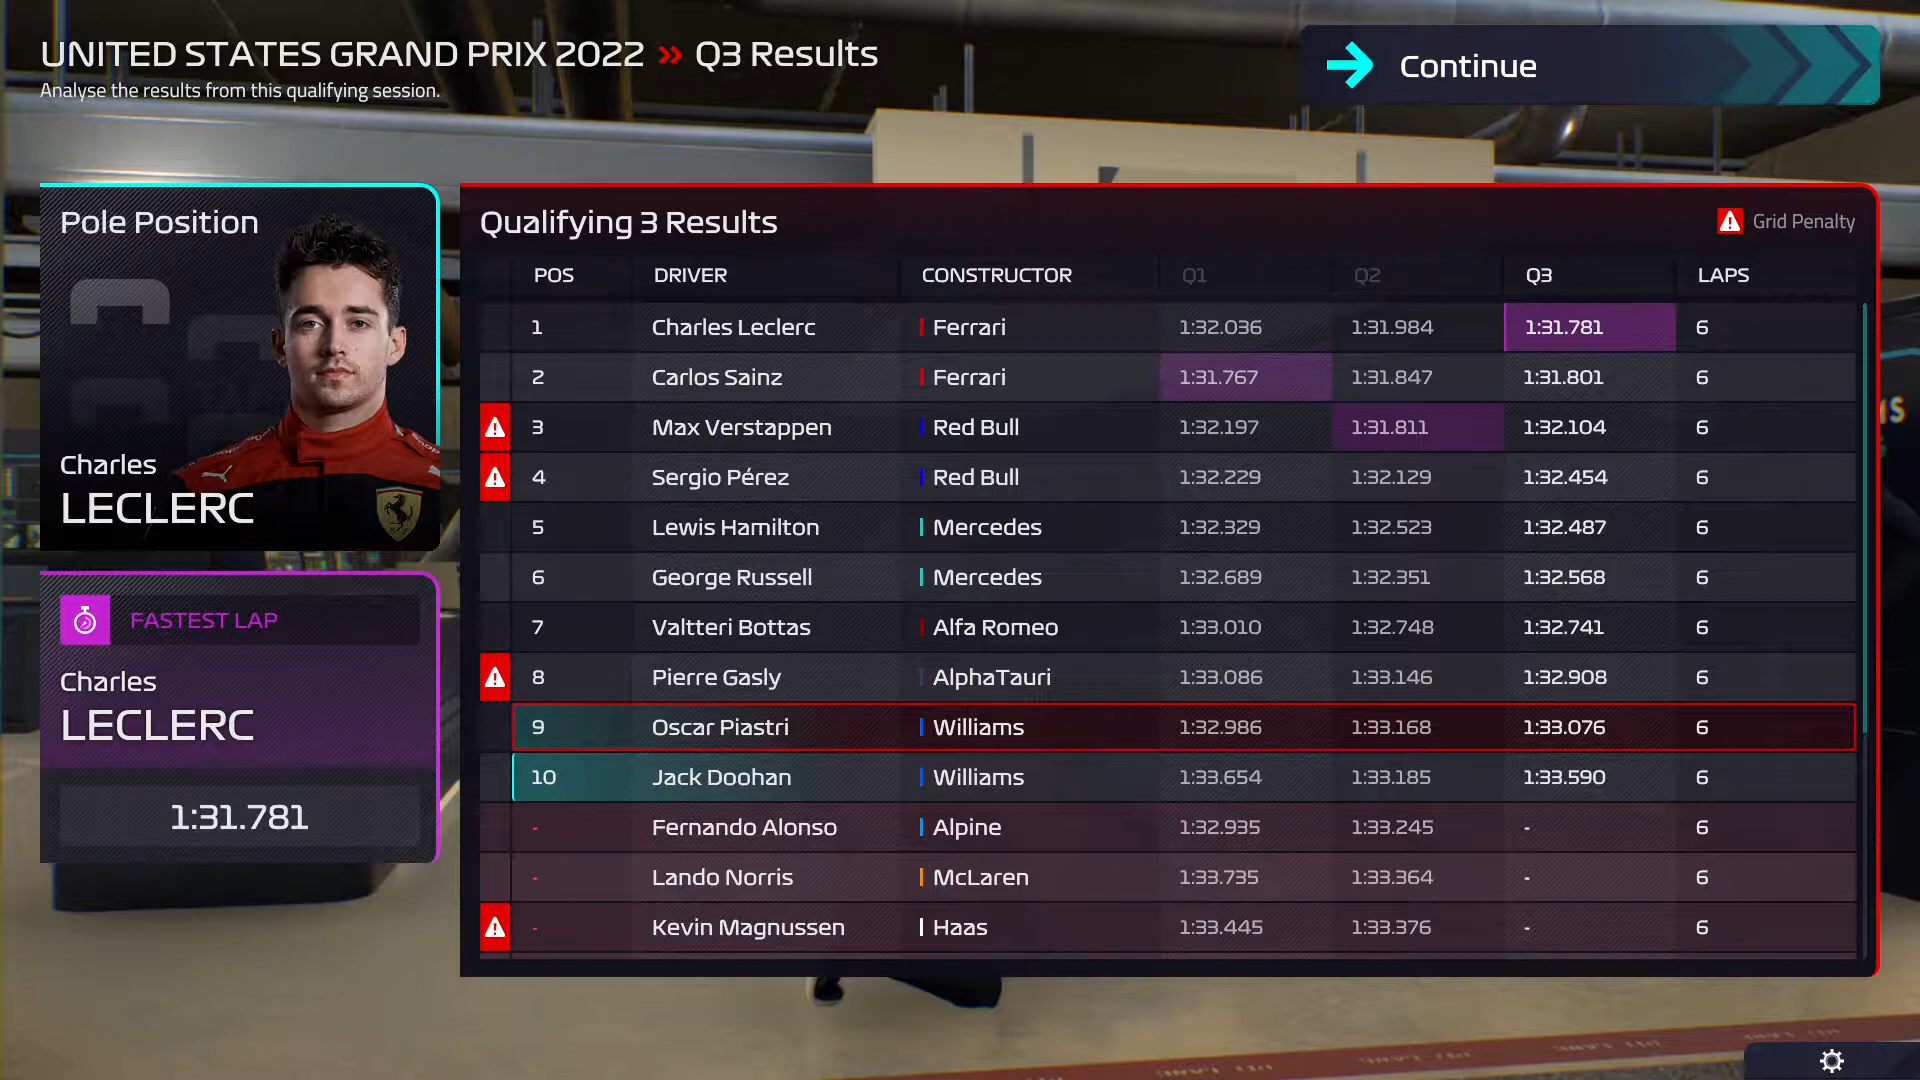 UNITED STATES GRAND PRIX 2022 » Q3 Results
Analyse the results from this qualifying session.
Continue
Pole Position
Charles
LECLERC
FASTEST LAP
Charles
LECLERC
1:31.781
Qualifying 3 Results
Grid Penalty
POS DRIVER CONSTRUCTOR Q1 Q2 Q3 LAPS
1 Charles Leclerc Ferrari 1:32.036 1:31.984 1:31.781 6
2 Carlos Sainz Ferrari 1:31.767 1:31.847 1:31.801 6
3 Max Verstappen Red Bull 1:32.197 1:31.811 1:32.104 6
4 Sergio Pérez Red Bull 1:32.229 1:32.129 1:32.454 6
5 Lewis Hamilton Mercedes 1:32.329 1:32.523 1:32.487 6
6 George Russell Mercedes 1:32.689 1:32.351 1:32.568 6
7 Valtteri Bottas Alfa Romeo 1:33.010 1:32.748 1:32.741 6
8 Pierre Gasly AlphaTauri 1:33.086 1:33.146 1:32.908 6
9 Oscar Piastri Williams 1:32.986 1:33.168 1:33.076 6
10 Jack Doohan Williams 1:33.654 1:33.185 1:33.590 6
- Fernando Alonso Alpine 1:32.935 1:33.245 - 6
- Lando Norris McLaren 1:33.735 1:33.364 - 6
- Kevin Magnussen Haas 1:33.445 1:33.376 - 6